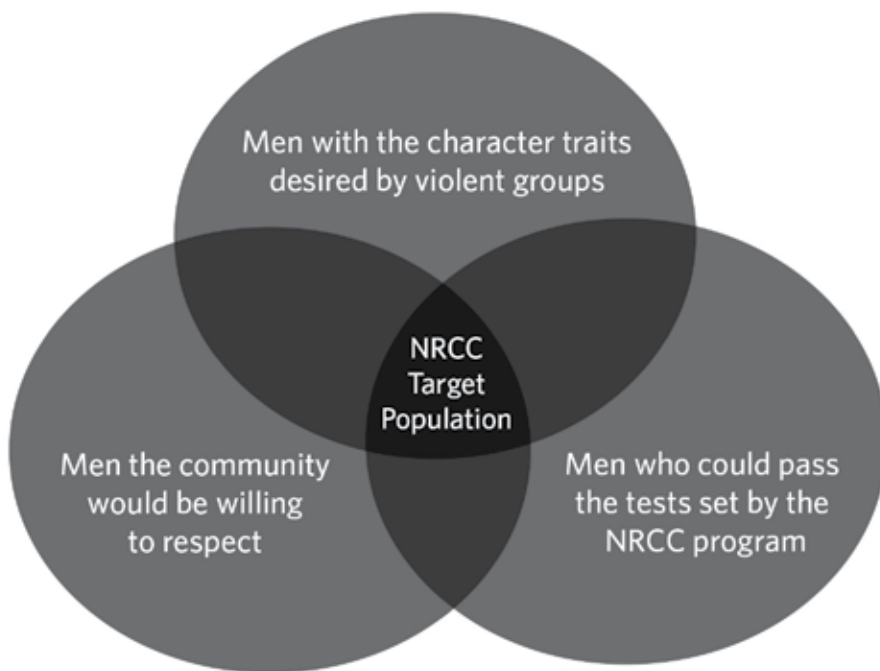 Men with the character traits
desired by violent groups
NRCC
Target
Population
Men the community
would be willing
to respect
Men who could pass
the tests set by the
NRCC program